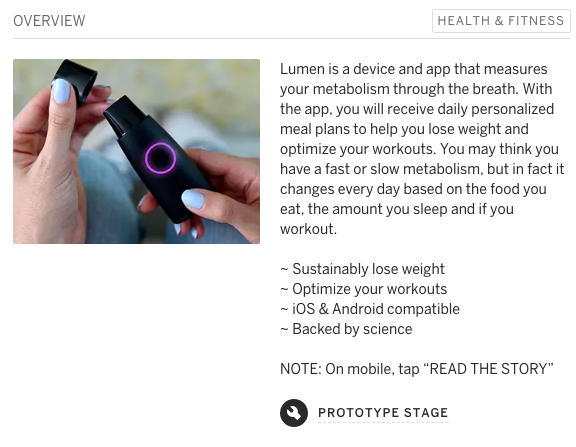 OVERVIEW
HEALTH & FITNESS
Lumen is a device and app that measures
your metabolism through the breath. With
the app, you will receive daily personalized
meal plans to help you lose weight and
optimize your workouts. You may think you
have a fast or slow metabolism, but in fact it
changes every day based on the food you
eat, the amount you sleep and if you
workout.
~ Sustainably lose weight
~ Optimize your workouts
~ iOS & Android compatible
~ Backed by science
NOTE: On mobile, tap “READ THE STORY”
PROTOTYPE STAGE